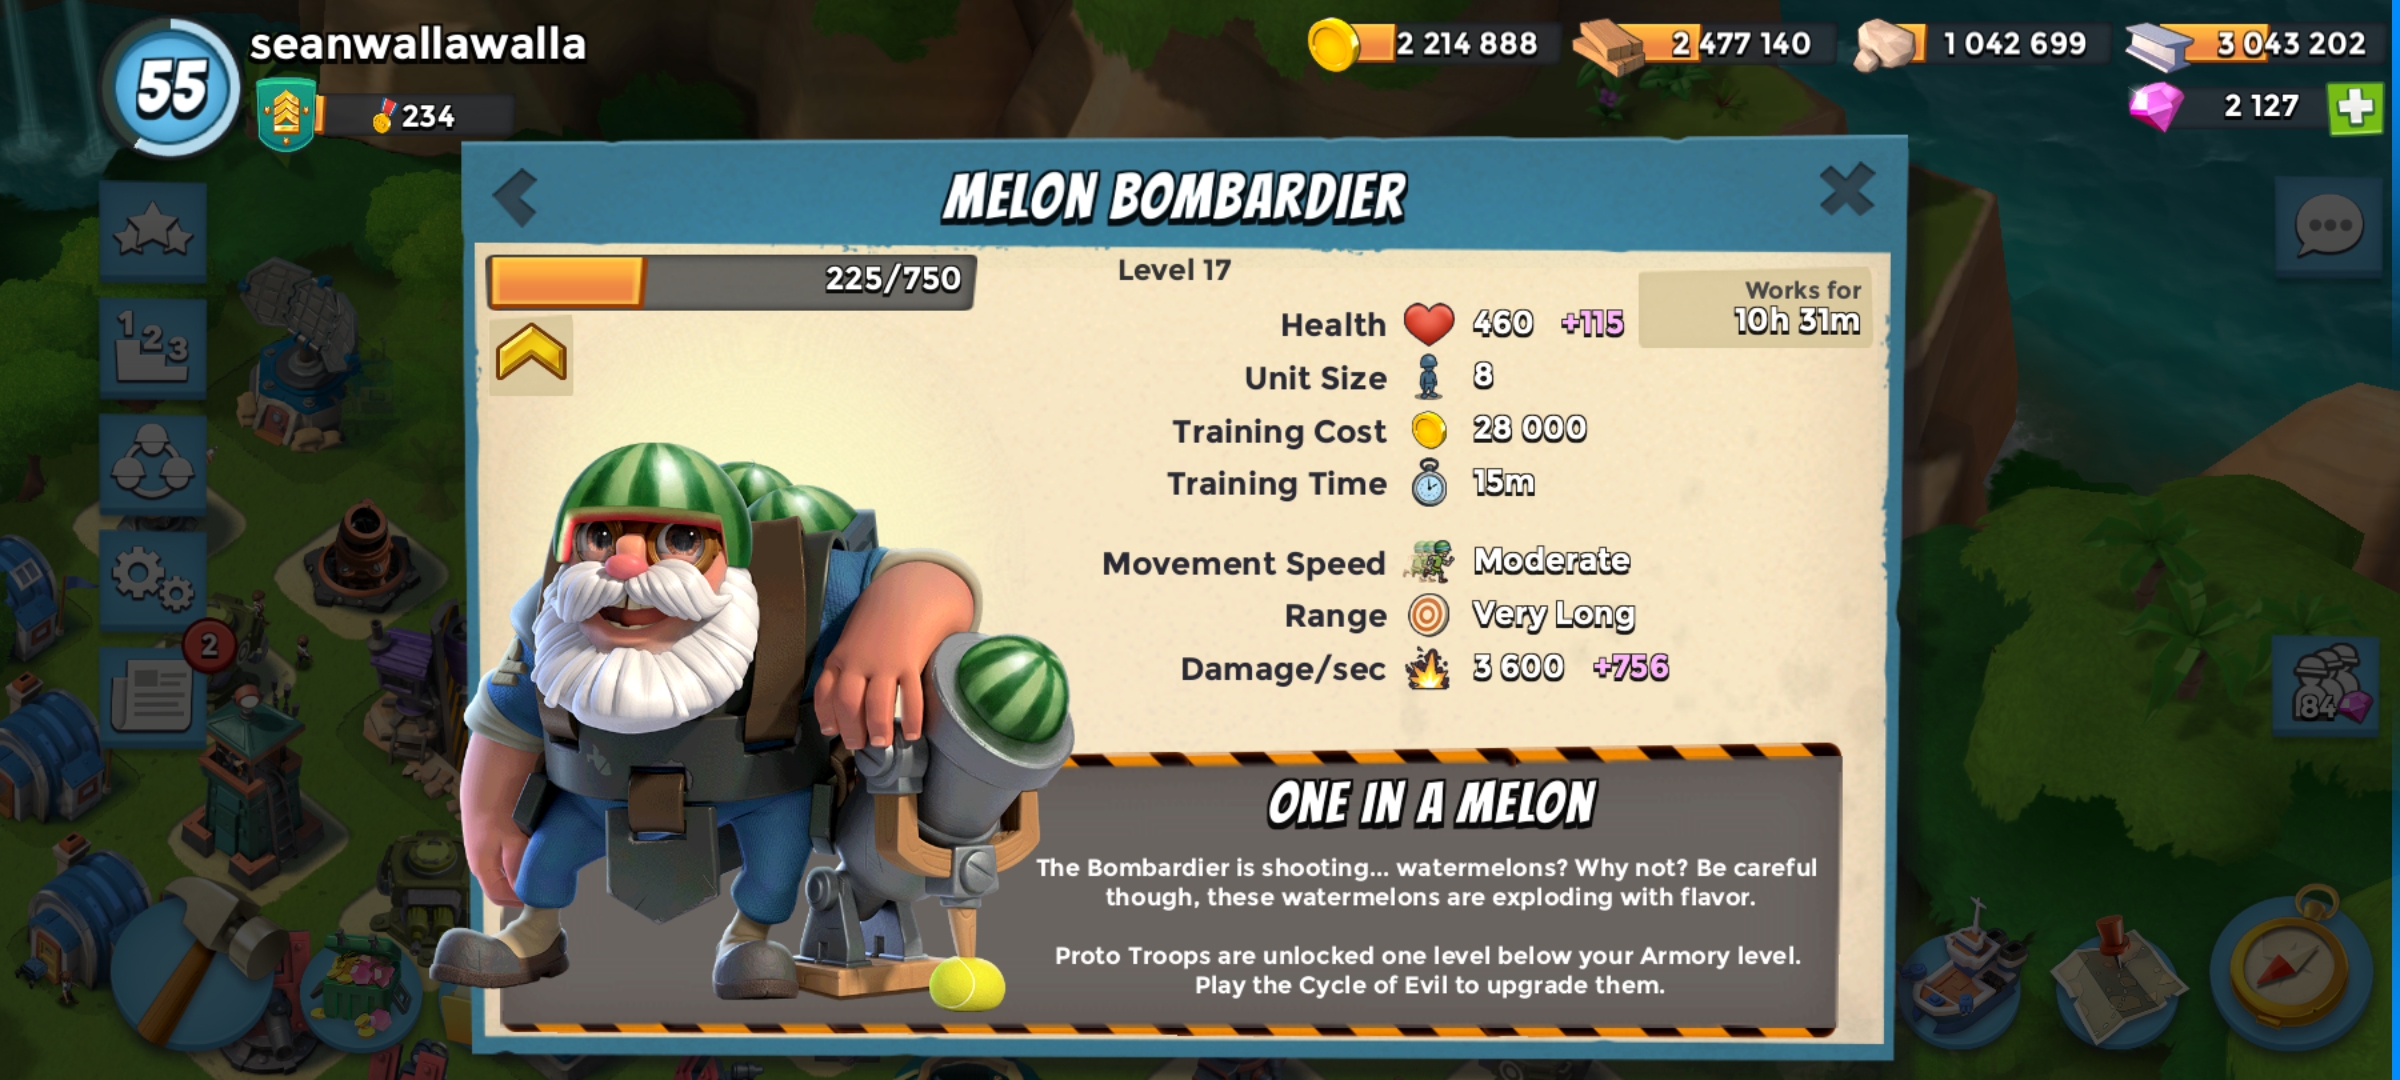 55
seanwallawalla
234
2 214 888
2 477 140
1 042 699
3 043 202
2 127
MELON BOMBARDIER
225/750
Level 17
Works for
10h 31m
Health 460 +115
Unit Size 8
Training Cost 28 000
Training Time 15m
Movement Speed Moderate
Range Very Long
Damage/sec 3 600 +756
1 2 3
2
84
ONE IN A MELON
The Bombardier is shooting... watermelons? Why not? Be careful
though, these watermelons are exploding with flavor.
Proto Troops are unlocked one level below your Armory level.
Play the Cycle of Evil to upgrade them.